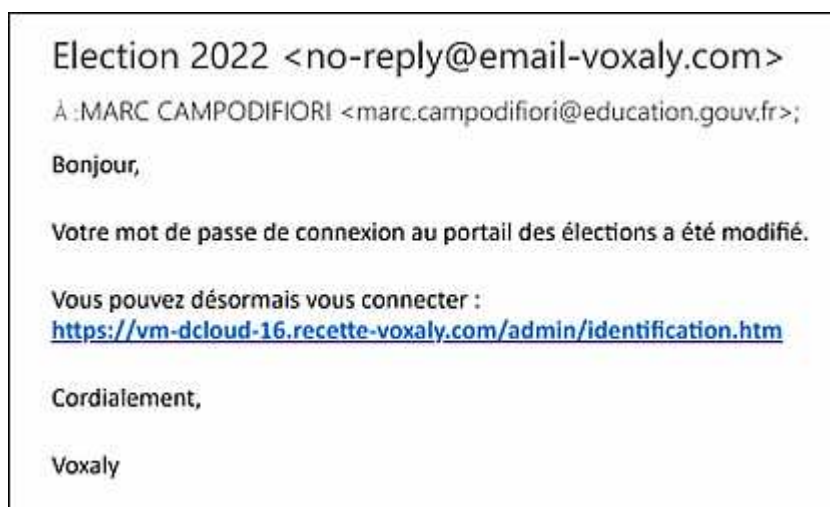 Election 2022 <no-reply@email-voxaly.com>
À :MARC CAMPODIFIORI <marc.campodifiori@education.gouv.fr>;
Bonjour,
Votre mot de passe de connexion au portail des élections a été modifié.
Vous pouvez désormais vous connecter :
https://vm-dcloud-16.recette-voxaly.com/admin/identification.htm
Cordialement,
Voxaly